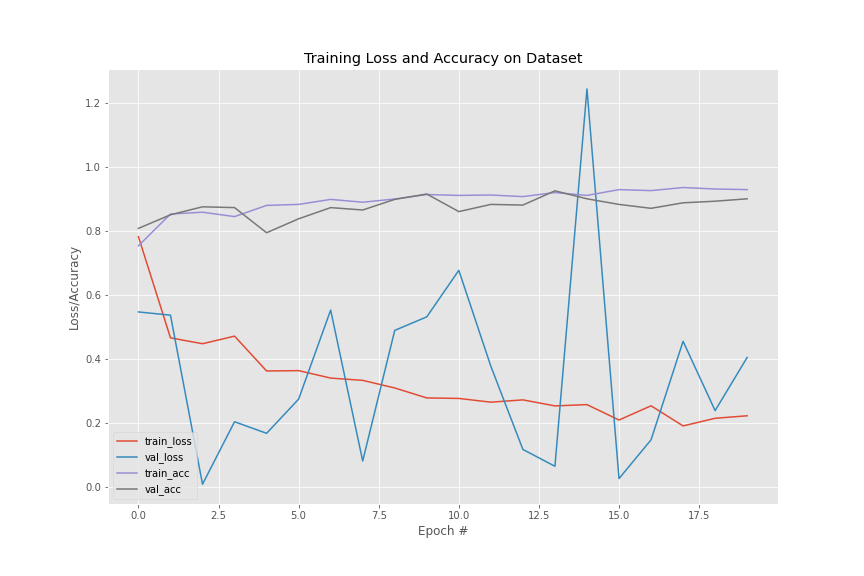 Training Loss and Accuracy on Dataset
Loss/Accuracy
1.2
1.0
0.8
0.6
0.4
0.2
0.0
train_loss
val_loss
train_acc
val_acc
0.0 2.5 5.0 7.5 10.0 12.5 15.0 17.5
Epoch #